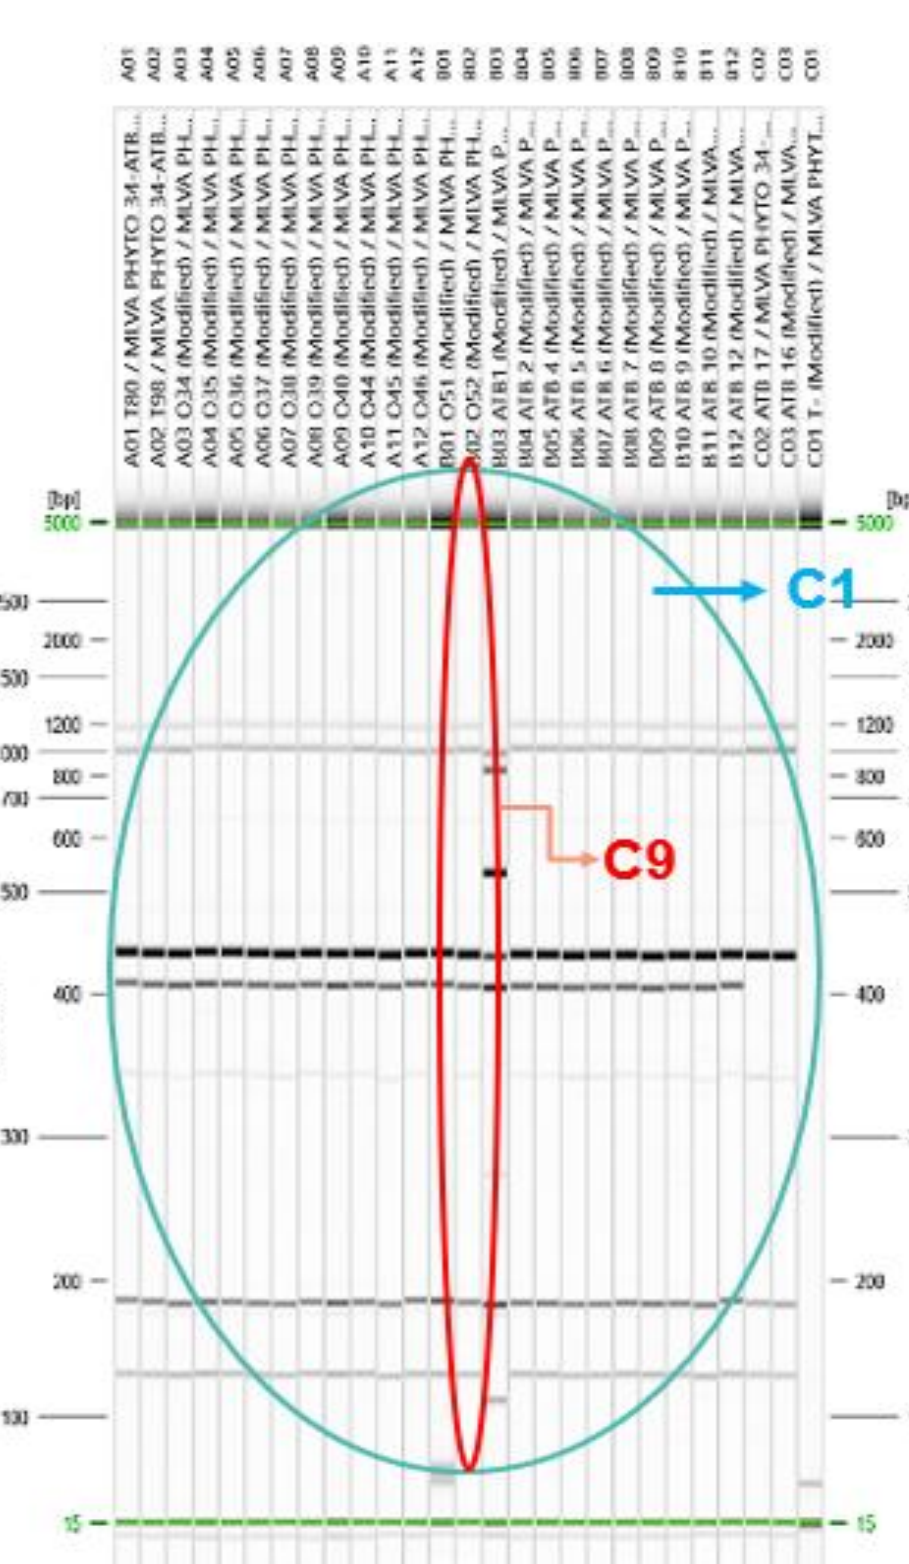 A01
A02
A03
A04
A05
A06
A07
A08
A09
A10
A11
A12
B01
B02
B03
B04
B05
B06
B07
B08
B09
B10
B11
B12
C02
C03
C01
A01 T80 / MLVA PHYTO 34-ATB...
A02 T98 / MLVA PHYTO 34-ATB...
A03 O34 (Modified) / MLVA PH...
A04 O35 (Modified) / MLVA PH...
A05 O36 (Modified) / MLVA PH...
A06 O37 (Modified) / MLVA PH...
A07 O38 (Modified) / MLVA PH...
A08 O39 (Modified) / MLVA PH...
A09 O40 (Modified) / MLVA PH...
A10 O44 (Modified) / MLVA PH...
A11 O45 (Modified) / MLVA PH...
A12 O46 (Modified) / MLVA PH...
B01 O51 (Modified) / MLVA PH...
B02 O52 (Modified) / MLVA PH...
B03 ATB1 (Modified) / MLVA P...
B04 ATB 2 (Modified) / MLVA P...
B05 ATB 4 (Modified) / MLVA P...
B06 ATB 5 (Modified) / MLVA P...
B07 ATB 6 (Modified) / MLVA P...
B08 ATB 7 (Modified) / MLVA P...
B09 ATB 8 (Modified) / MLVA P...
B10 ATB 9 (Modified) / MLVA P...
B11 ATB 10 (Modified) / MLVA...
B12 ATB 12 (Modified) / MLVA...
C02 ATB 17 / MLVA PHYTO 34-...
C03 ATB 16 (Modified) / MLVA...
C01 T- (Modified) / MLVA PHYT...
[bp]
5000
500
2000
500
1200
000
800
700
600
500
400
300
200
100
15
[bp
5000
2000
1200
800
600
400
200
15
C1
C9